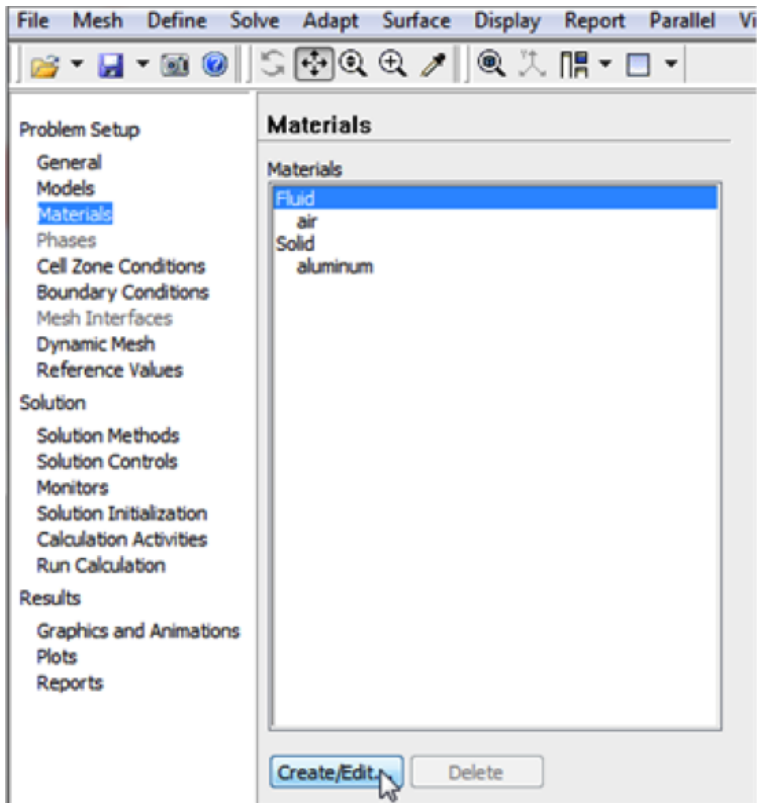 File Mesh Define Solve Adapt Surface Display Report Parallel Vi
Problem Setup
General
Models
Materials
Phases
Cell Zone Conditions
Boundary Conditions
Mesh Interfaces
Dynamic Mesh
Reference Values
Solution
Solution Methods
Solution Controls
Monitors
Solution Initialization
Calculation Activities
Run Calculation
Results
Graphics and Animations
Plots
Reports
Materials
Materials
Fluid
air
Solid
aluminum
Create/Edit... Delete